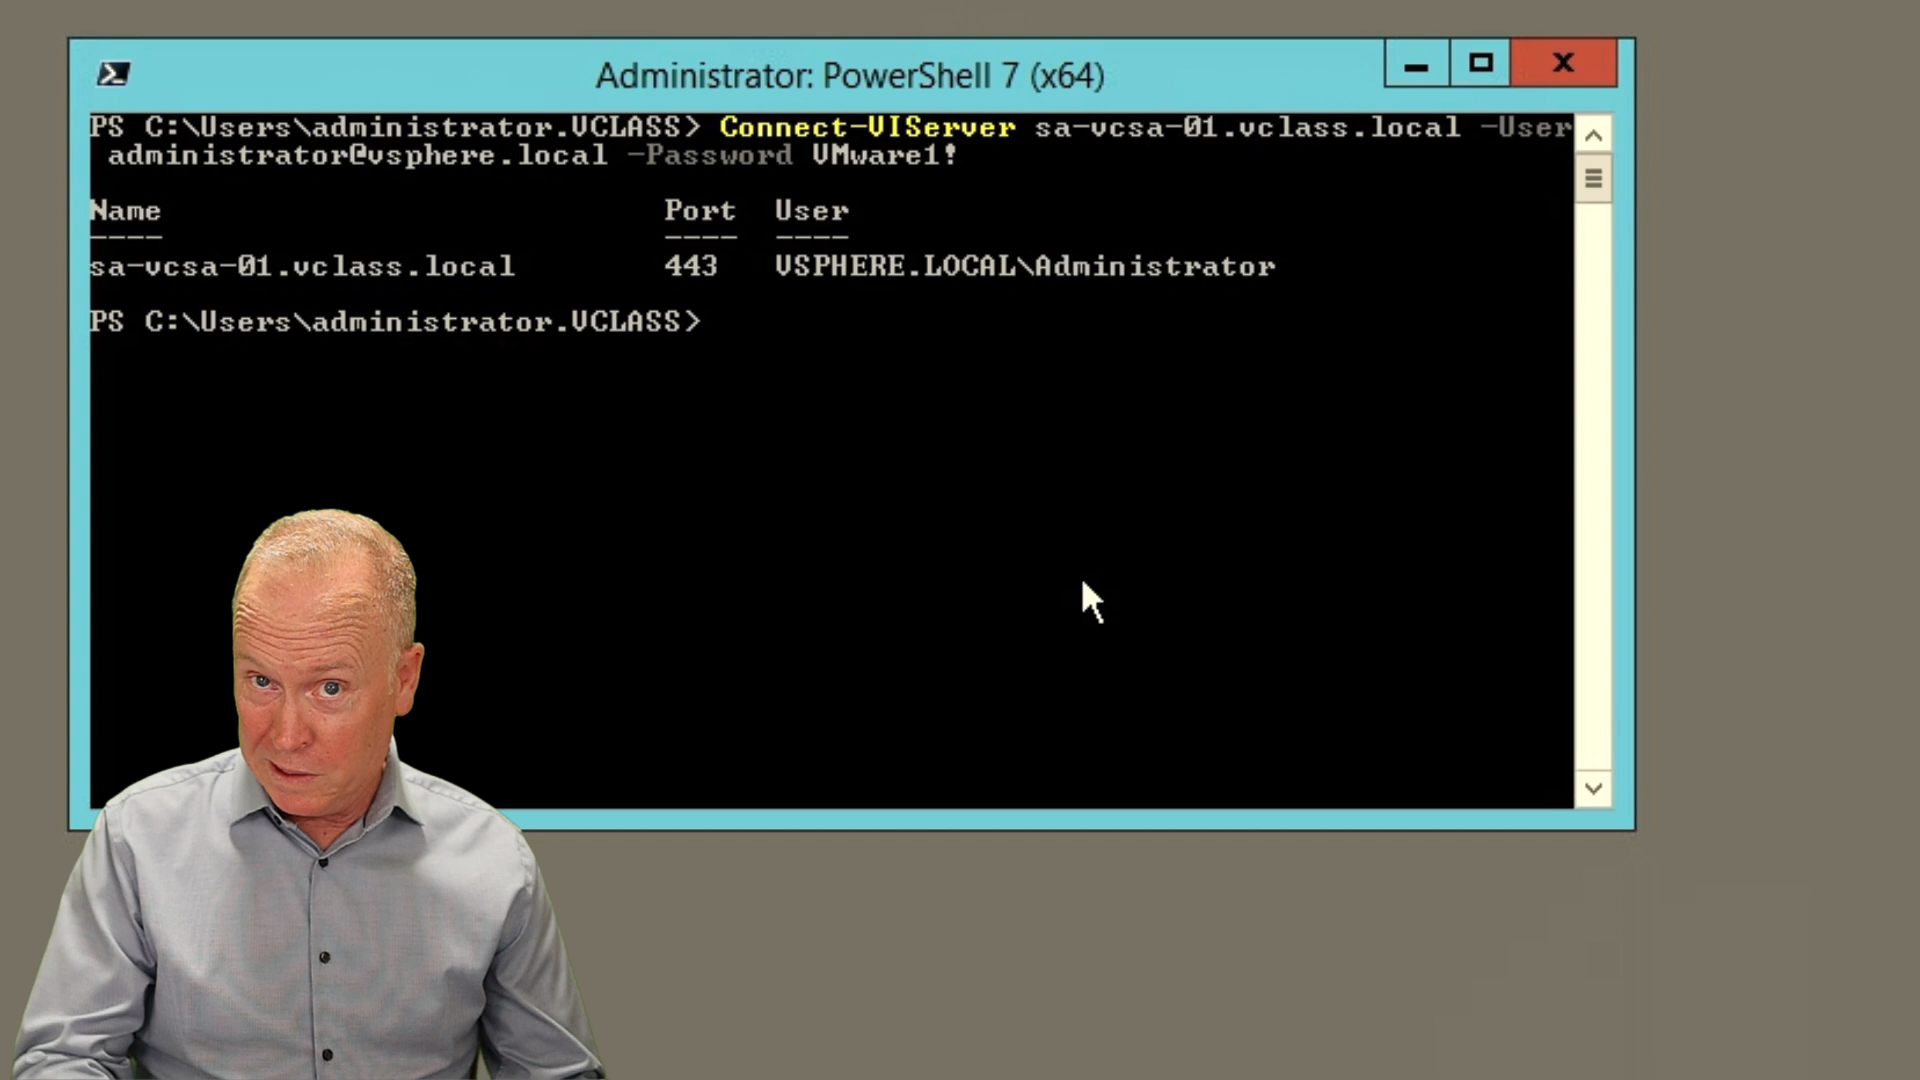 Administrator: PowerShell 7 (x64)
PS C:\Users\administrator.VCLASS> Connect-VIServer sa-vcsa-01.vclass.local -User
administrator@vsphere.local -Password VMware1!
Name Port User
---- ---- ----
sa-vcsa-01.vclass.local 443 VSPHERE.LOCAL\Administrator
PS C:\Users\administrator.VCLASS>